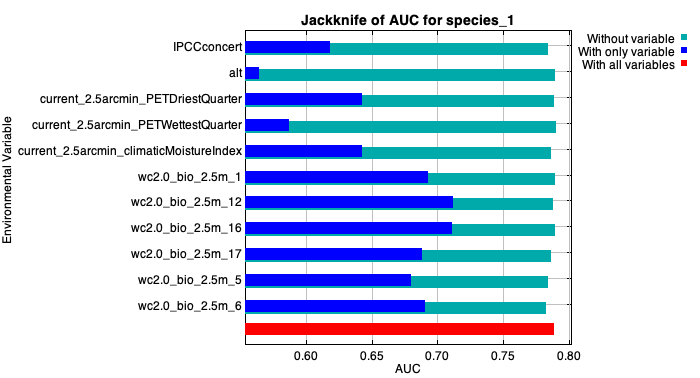 Jackknife of AUC for species_1
Without variable
With only variable
With all variables
Environmental Variable
IPCCconcert
alt
current_2.5arcmin_PETDriestQuarter
current_2.5arcmin_PETWettestQuarter
current_2.5arcmin_climaticMoistureIndex
wc2.0_bio_2.5m_1
wc2.0_bio_2.5m_12
wc2.0_bio_2.5m_16
wc2.0_bio_2.5m_17
wc2.0_bio_2.5m_5
wc2.0_bio_2.5m_6
0.60 0.65 0.70 0.75 0.80
AUC